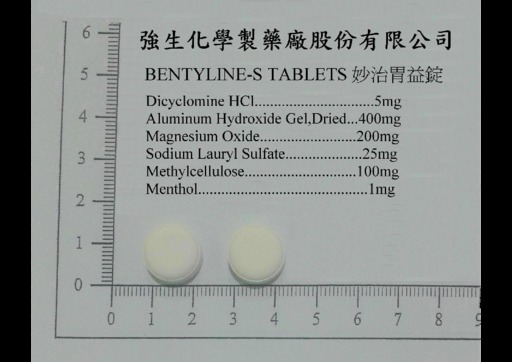 強生化學製藥廠股份有限公司
BENTYLINE-S TABLETS 妙治胃益錠
Dicyclomine HCl..............................5mg
Aluminum Hydroxide Gel,Dried...400mg
Magnesium Oxide........................200mg
Sodium Lauryl Sulfate...................25mg
Methylcellulose............................100mg
Menthol..........................................1mg
6
5
4
3
2
1
0
0 1 2 3 4 5 6 7 8 9